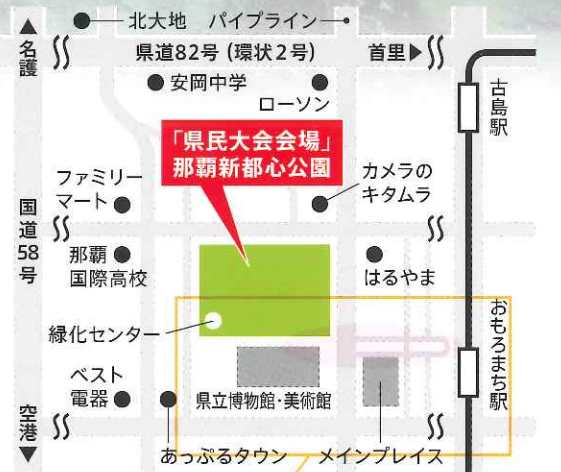 北大地 パイプライン
▲名護
県道82号(環状2号)
首里▶
安岡中学
ローソン
古島駅
「県民大会会場」
那覇新都心公園
ファミリー
マート
カメラの
キタムラ
国道58号
那覇
国際高校
はるやま
緑化センター
おもろまち駅
ベスト
電器
県立博物館・美術館
空港▼
あっぷるタウン
メインプレイス